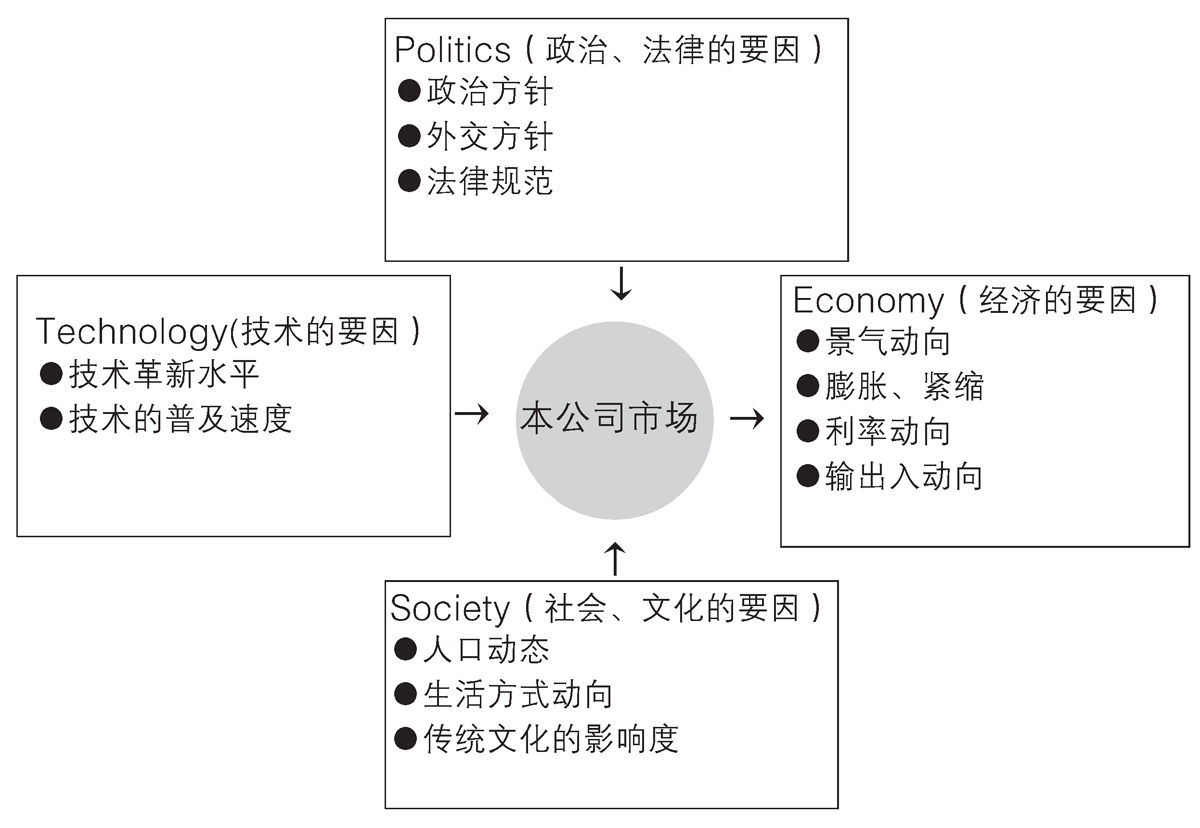 Politics（政治、法律的要因）
●政治方针
●外交方针
●法律规范
Technology(技术的要因）
●技术革新水平
●技术的普及速度
本公司市场
Economy（经济的要因）
●景气动向
●膨胀、紧缩
●利率动向
●输出入动向
Society（社会、文化的要因）
●人口动态
●生活方式动向
●传统文化的影响度